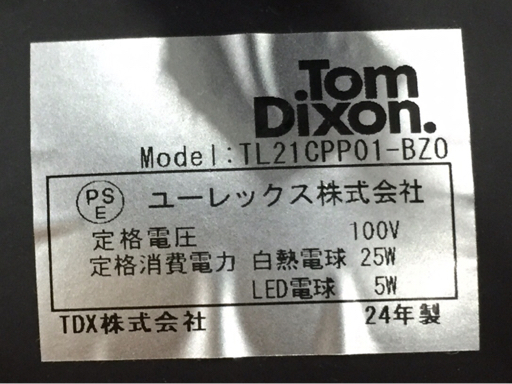 Tom
Dixon.
Model:TL21CPP01-BZ0
PS
E
ユーレックス株式会社
定格電圧 100V
定格消費電力 白熱電球 25W
LED電球 5W
TDX株式会社 24年製